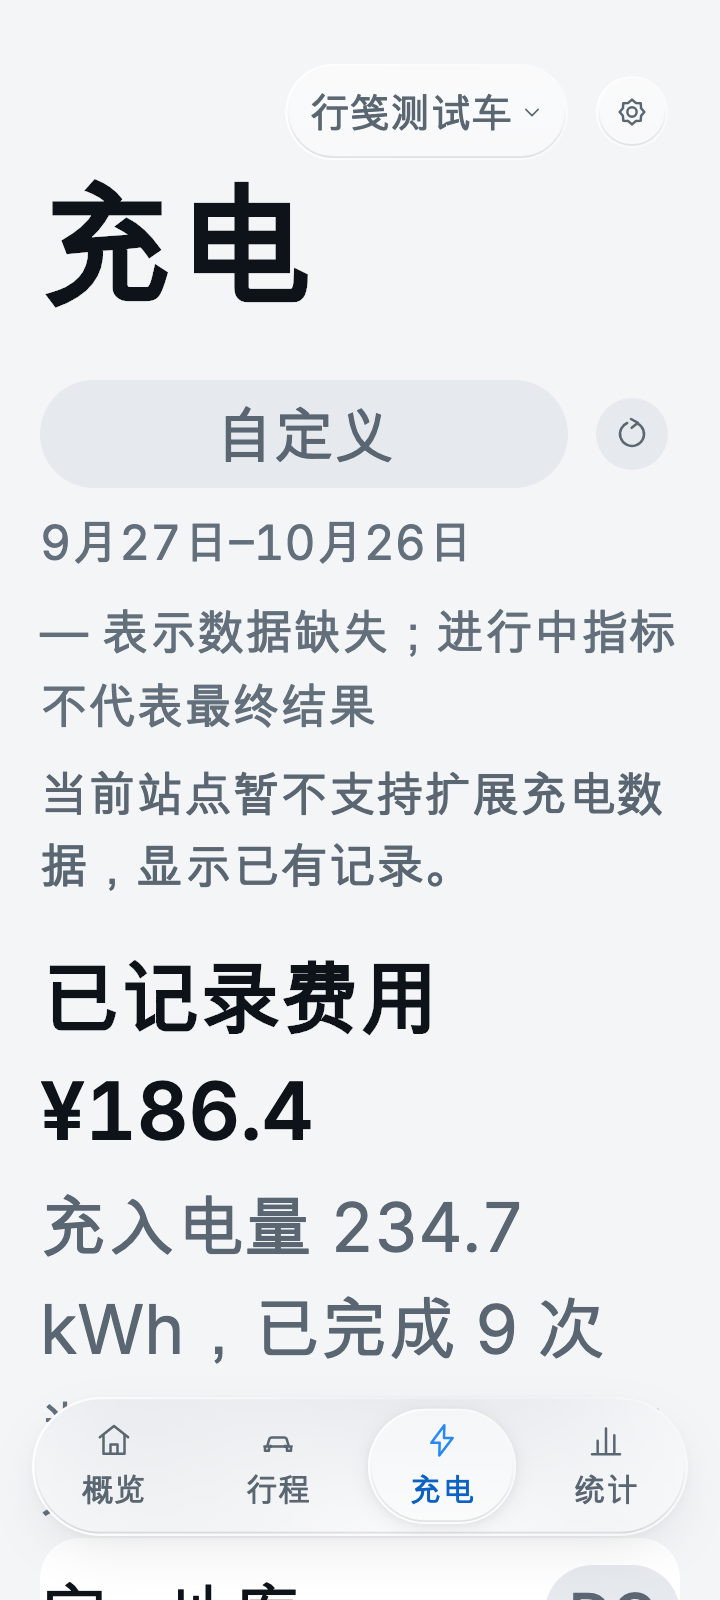 行笺测试车
充电
自定义
9月27日–10月26日
— 表示数据缺失；进行中指标
不代表最终结果
当前站点暂不支持扩展充电数
据，显示已有记录。
已记录费用
¥186.4
充入电量 234.7
kWh，已完成 9 次
概览
行程
充电
统计